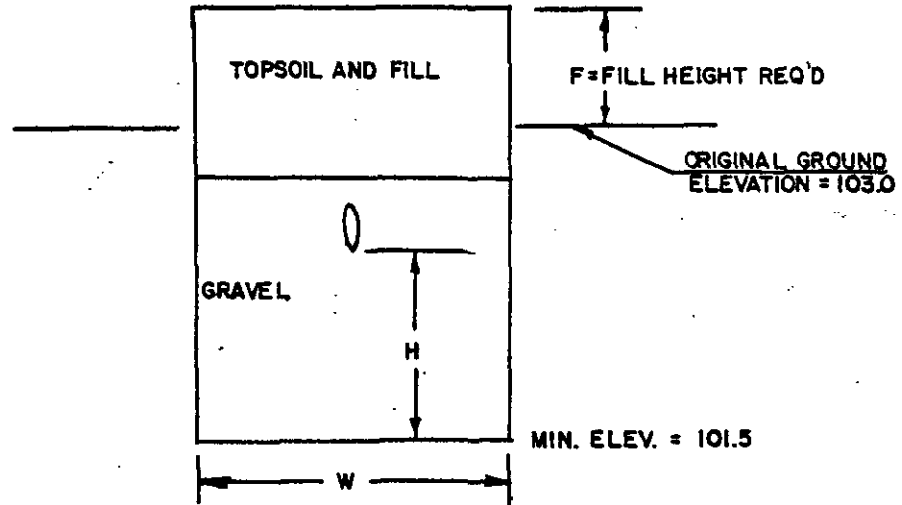 TOPSOIL AND FILL
F=FILL HEIGHT REQ'D
ORIGINAL GROUND
ELEVATION = 103.0
GRAVEL
H
MIN. ELEV. = 101.5
W